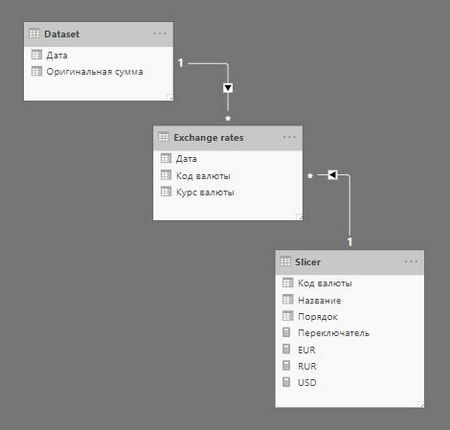 Dataset
Дата
Оригинальная сумма
1
*
Exchange rates
Дата
Код валюты
Курс валюты
*
1
Slicer
Код валюты
Название
Порядок
Переключатель
EUR
RUR
USD